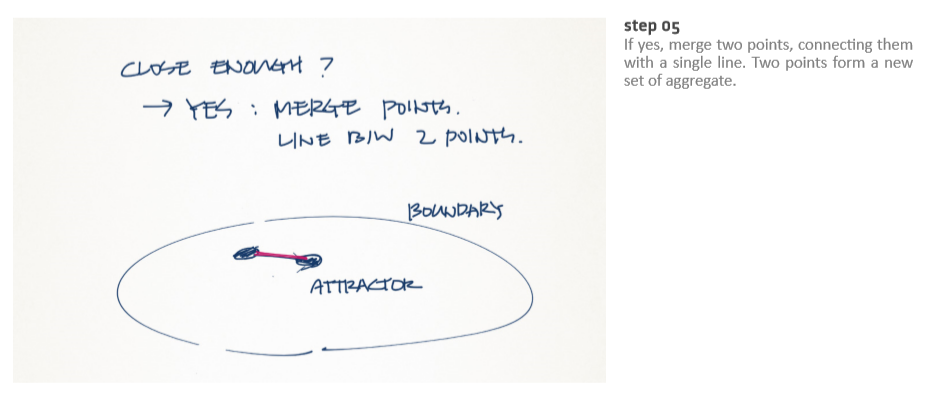 CLOSE ENOUGH ?
→ YES : MERGE POINTS.
LINE B/W 2 POINTS.
BOUNDARY
ATTRACTOR
step 05
If yes, merge two points, connecting them
with a single line. Two points form a new
set of aggregate.